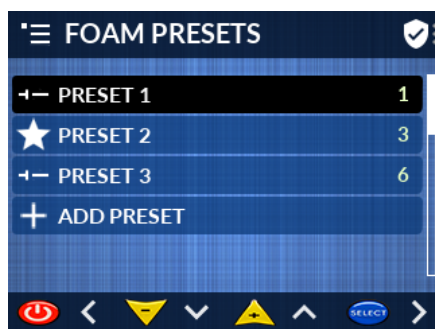 FOAM PRESETS
PRESET 1 1
PRESET 2 3
PRESET 3 6
ADD PRESET
SELECT